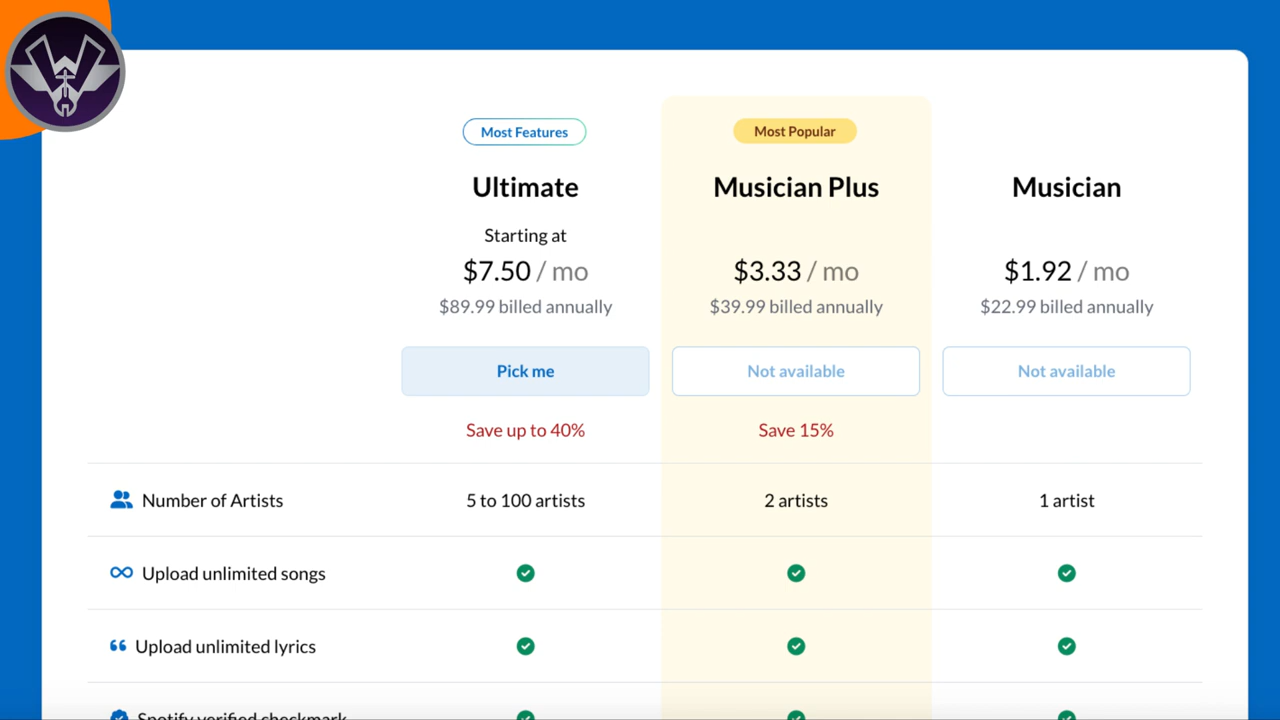 Most Features
Most Popular
Ultimate
Musician Plus
Musician
Starting at
$7.50 / mo
$3.33 / mo
$1.92 / mo
$89.99 billed annually
$39.99 billed annually
$22.99 billed annually
Pick me
Not available
Not available
Save up to 40%
Save 15%
Number of Artists
5 to 100 artists
2 artists
1 artist
Upload unlimited songs
Upload unlimited lyrics
Spotify verified checkmark